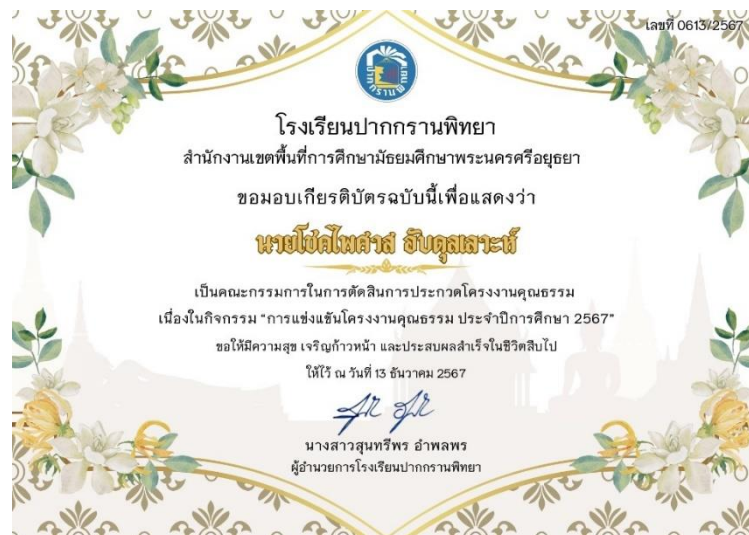 เลขที่ 0613/2567
ปากกรานพิทยา
โรงเรียนปากกรานพิทยา
สำนักงานเขตพื้นที่การศึกษามัธยมศึกษาพระนครศรีอยุธยา
ขอมอบเกียรติบัตรฉบับนี้เพื่อแสดงว่า
นายโชคไพศาส อับดุลเลาะห์
เป็นคณะกรรมการในการตัดสินการประกวดโครงงานคุณธรรม
เนื่องในกิจกรรม "การแข่งแขันโครงงานคุณธรรม ประจำปีการศึกษา 2567"
ขอให้มีความสุข เจริญก้าวหน้า และประสบผลสำเร็จในชีวิตสืบไป
ให้ไว้ ณ วันที่ 13 ธันวาคม 2567
นางสาวสุนทรีพร อำพลพร
ผู้อำนวยการโรงเรียนปากกรานพิทยา